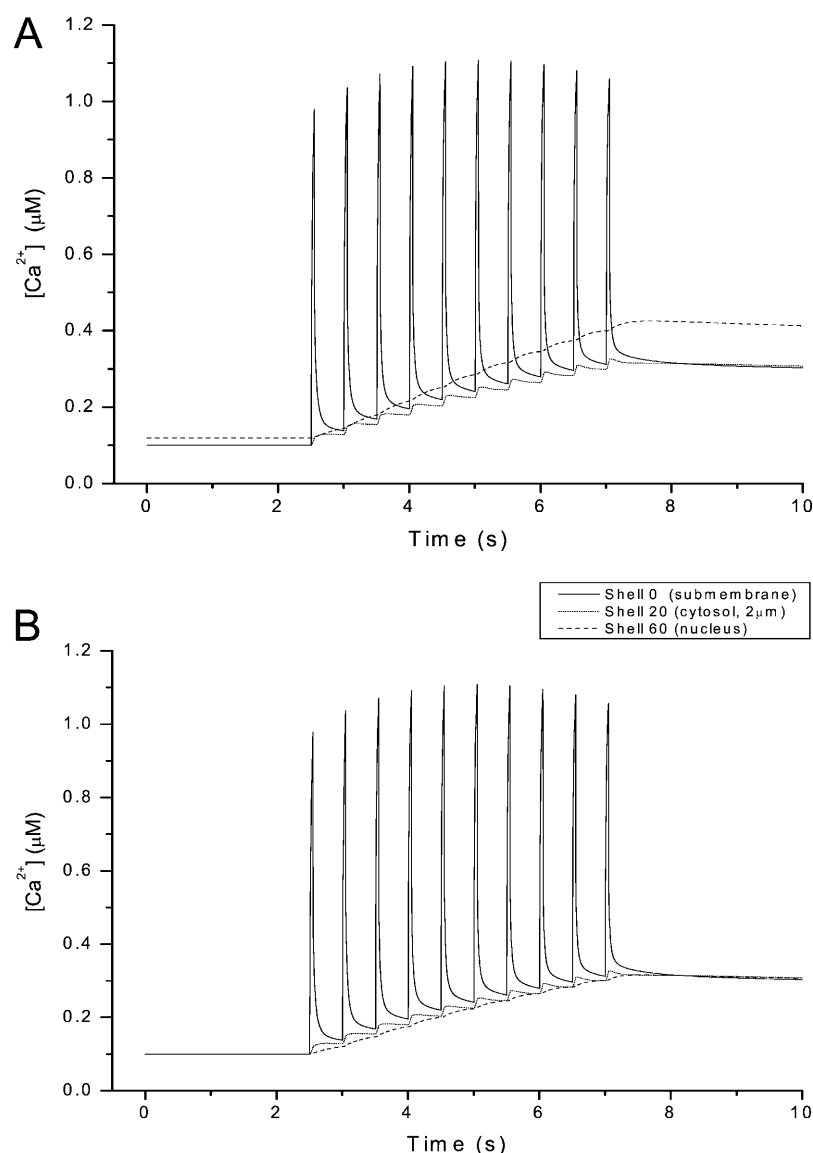 A
1.2
1.0
0.8
0.6
0.4
0.2
0.0
[Ca2+] (μM)
0 2 4 6 8 10
Time (s)
Shell 0 (submembrane)
Shell 20 (cytosol, 2μm)
Shell 60 (nucleus)
B
1.2
1.0
0.8
0.6
0.4
0.2
0.0
[Ca2+] (μM)
0 2 4 6 8 10
Time (s)